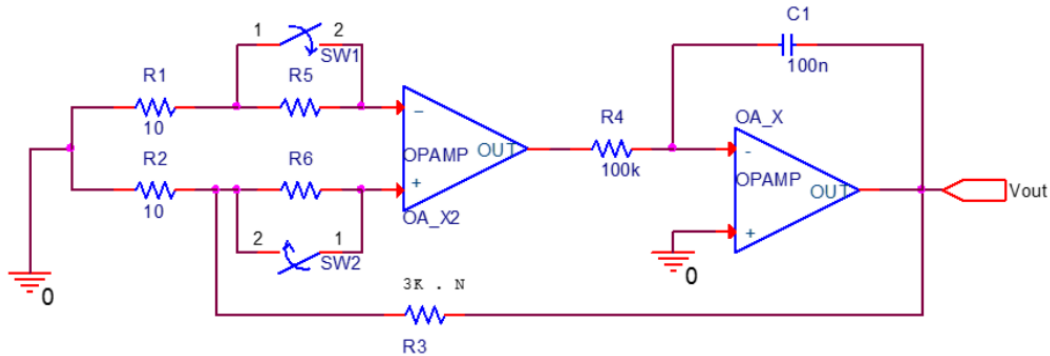 C1
100n
1 2
SW1
R1
10
R5
OPAMP
OUT
-
+
OA_X2
R2
10
R6
2 1
SW2
R4
100k
OA_X
OPAMP
OUT
-
+
Vout
0
0
3K . N
R3